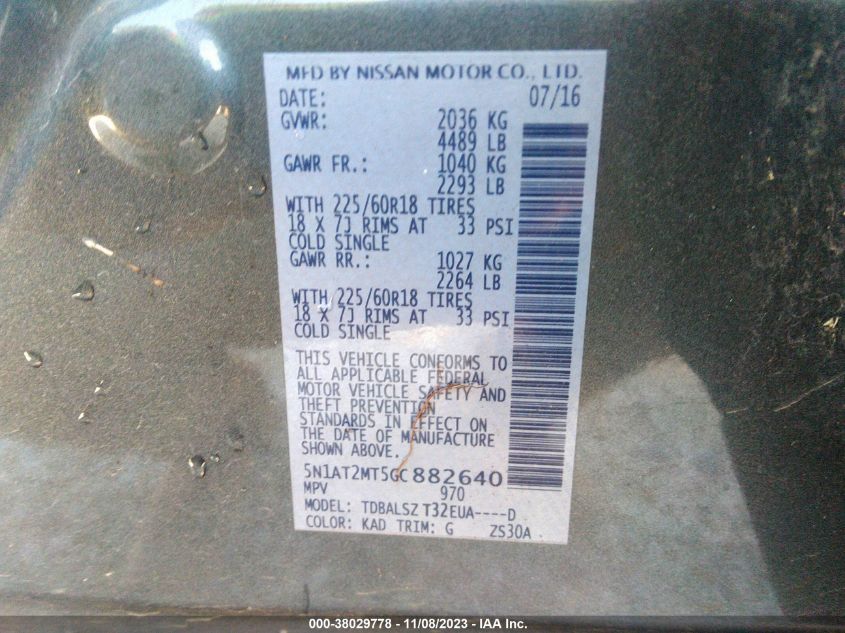 MFD BY NISSAN MOTOR CO., LTD.
DATE: 07/16
GVWR: 2036 KG
4489 LB
GAWR FR.: 1040 KG
2293 LB
WITH 225/60R18 TIRES
18 X 7J RIMS AT 33 PSI
COLD SINGLE
GAWR RR.: 1027 KG
2264 LB
WITH 225/60R18 TIRES
18 X 7J RIMS AT 33 PSI
COLD SINGLE
THIS VEHICLE CONFORMS TO
ALL APPLICABLE FEDERAL
MOTOR VEHICLE SAFETY AND
THEFT PREVENTION
STANDARDS IN EFFECT ON
THE DATE OF MANUFACTURE
SHOWN ABOVE.
5N1AT2MT5GC882640
MPV 970
MODEL: TDBALSZ T32EUA----D
COLOR: KAD TRIM: G ZS30A
000-38029778 - 11/08/2023 - IAA Inc.